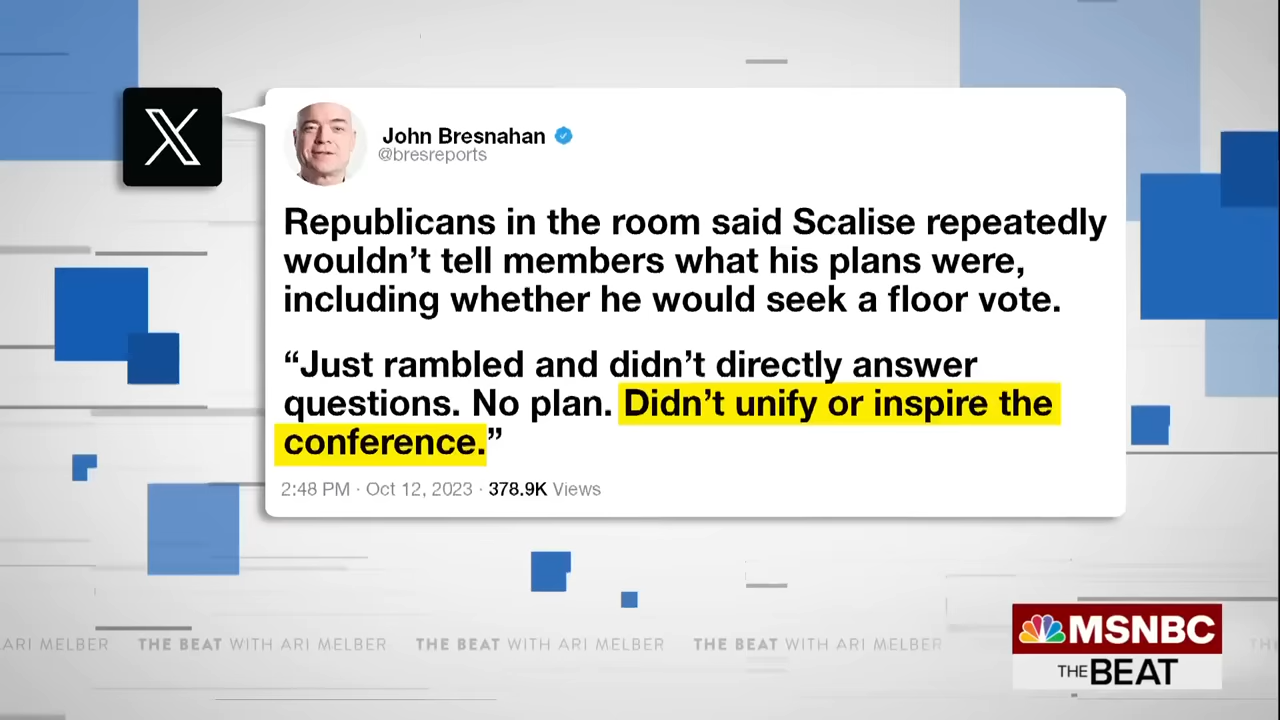 X
John Bresnahan
@bresreports
Republicans in the room said Scalise repeatedly
wouldn't tell members what his plans were,
including whether he would seek a floor vote.
“Just rambled and didn't directly answer
questions. No plan. Didn't unify or inspire the
conference.”
2:48 PM · Oct 12, 2023 · 378.9K Views
ARI MELBER THE BEAT WITH ARI MELBER THE BEAT WITH ARI MELBER THE BEAT WITH ARI MELBER TH
MSNBC
THE BEAT